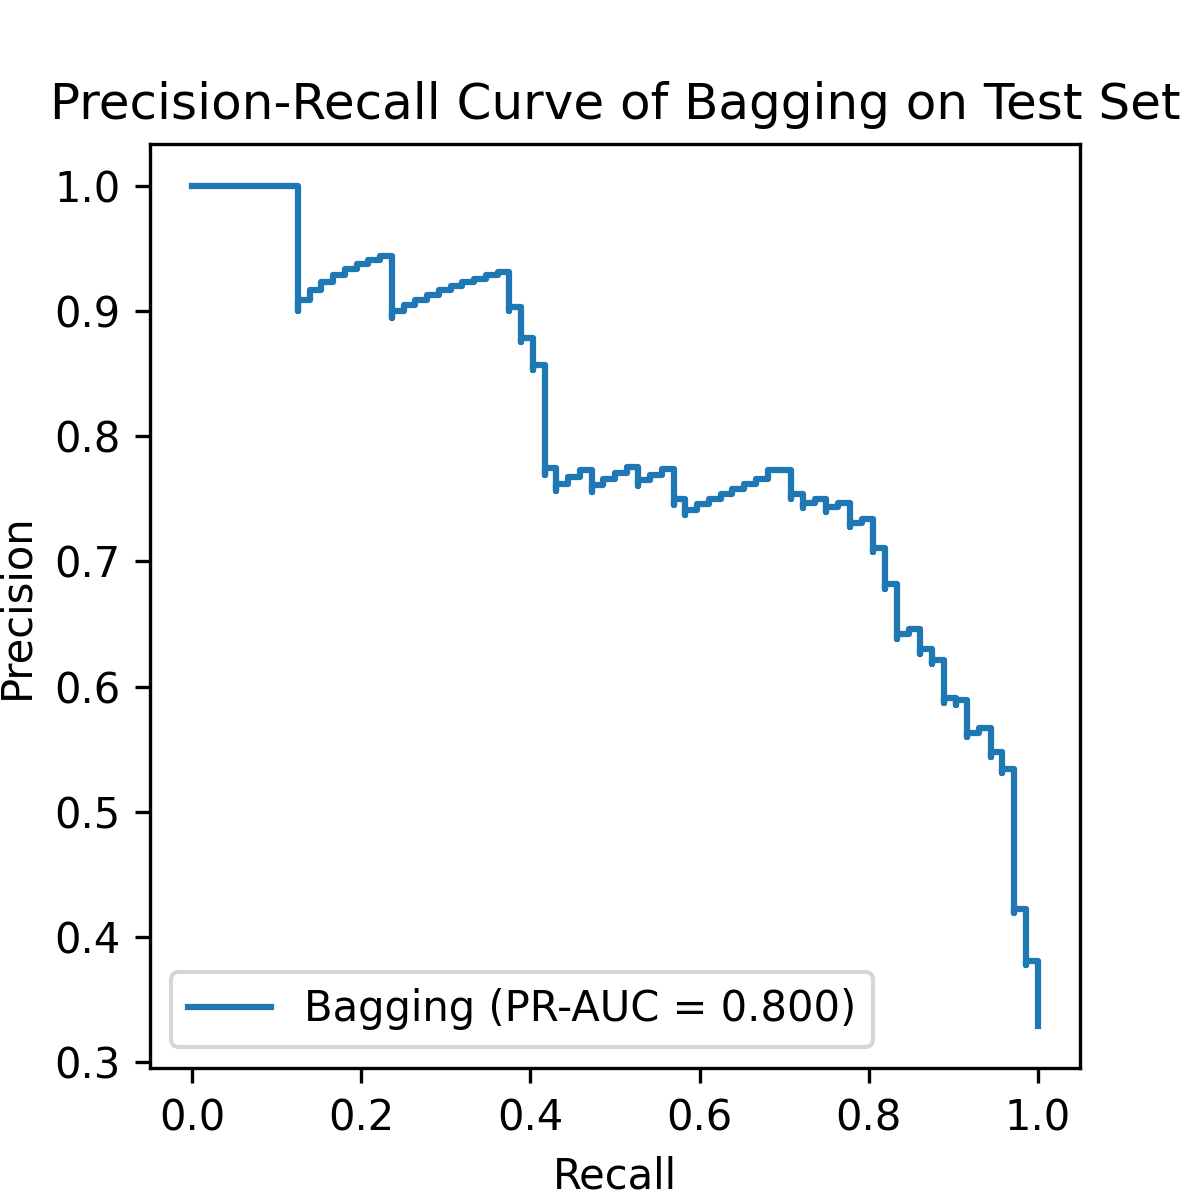 Precision-Recall Curve of Bagging on Test Set
1.0
0.9
0.8
0.7
0.6
0.5
0.4
0.3
Precision
Bagging (PR-AUC = 0.800)
0.0 0.2 0.4 0.6 0.8 1.0
Recall